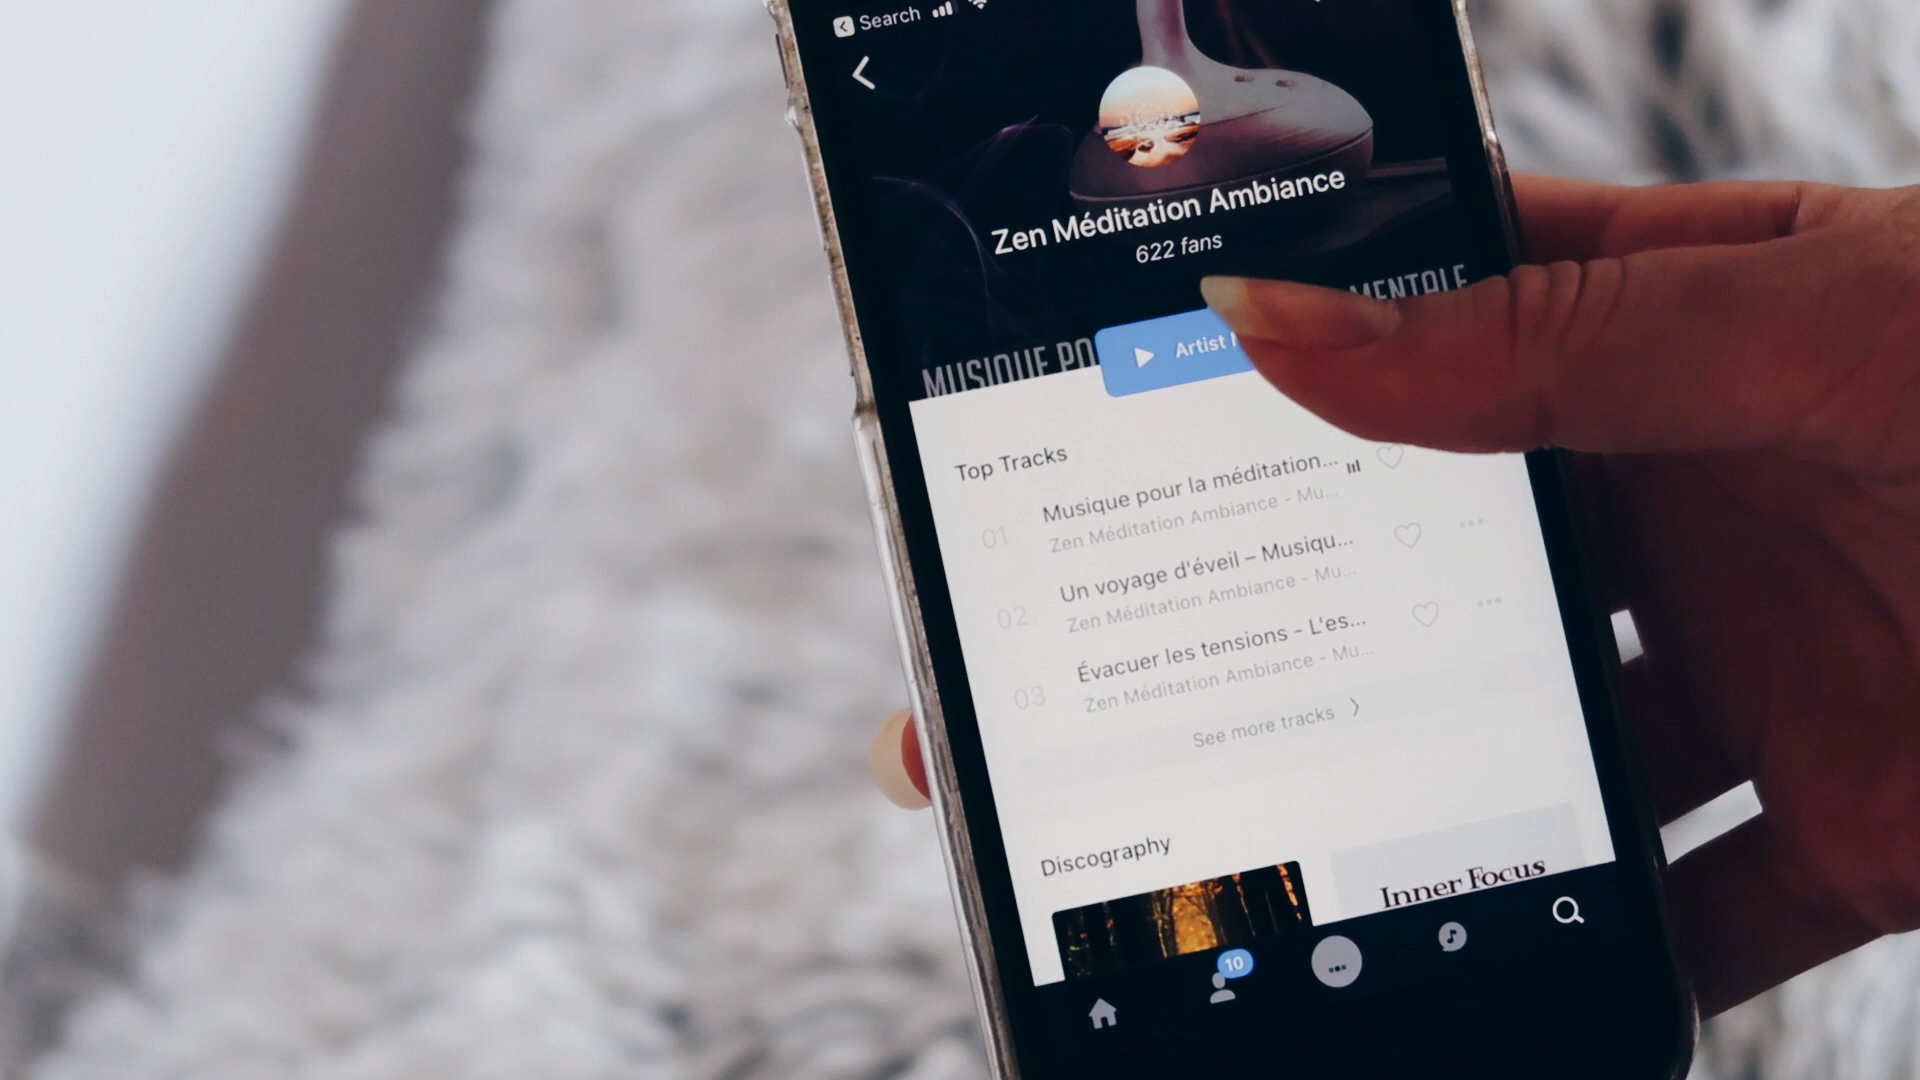 Search
Zen Méditation Ambiance
622 fans
MENTALE
MUSIQUE PO
Artist
Top Tracks
01
Musique pour la méditation...
Zen Méditation Ambiance - Mu...
02
Un voyage d'éveil – Musiqu...
Zen Méditation Ambiance - Mu...
03
Évacuer les tensions - L'es...
Zen Méditation Ambiance - Mu...
See more tracks
Discography
Inner Focus
10